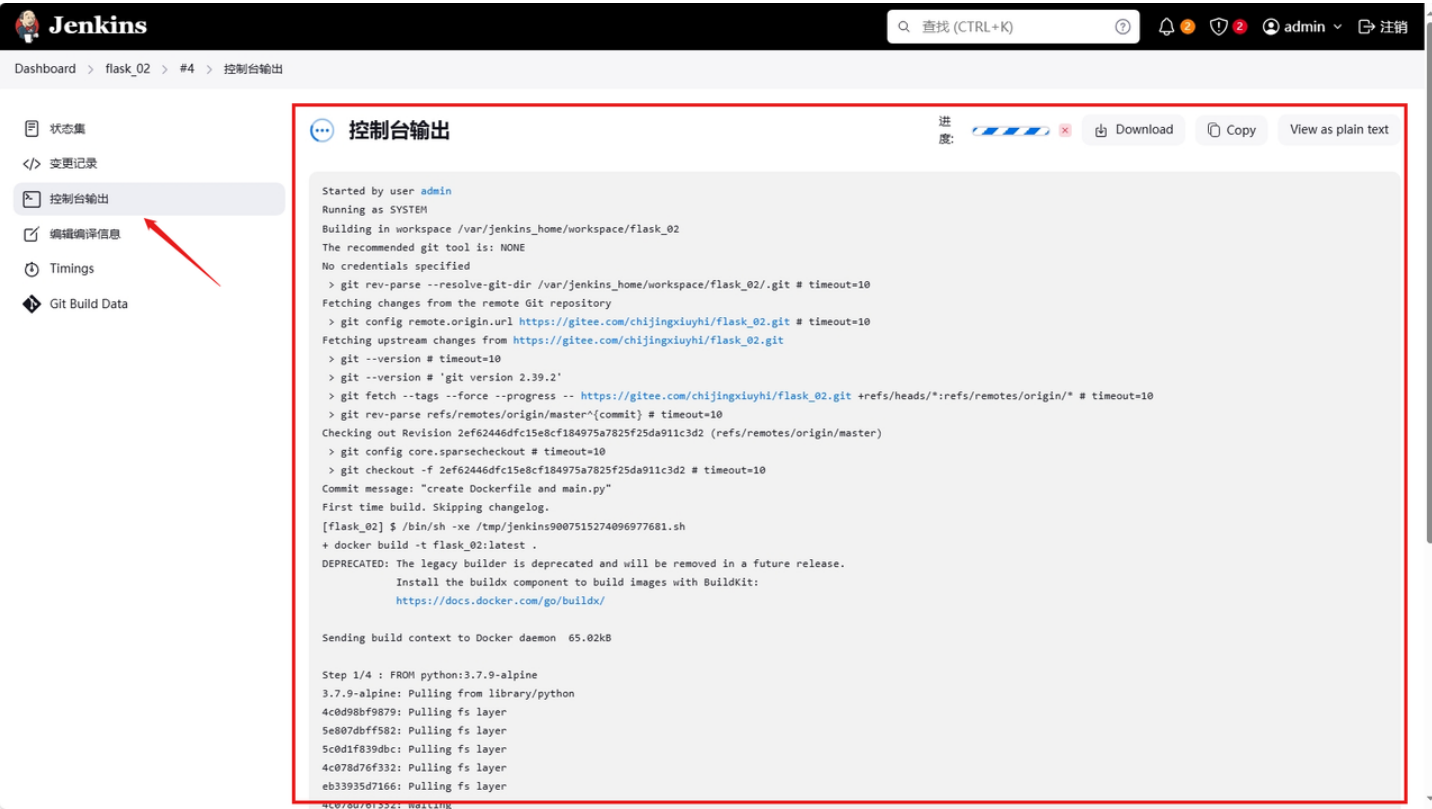 Jenkins
查找 (CTRL+K)
2
2
admin
注销
Dashboard > flask_02 > #4 > 控制台输出
状态集
变更记录
控制台输出
编辑编译信息
Timings
Git Build Data
控制台输出
进度:
Download
Copy
View as plain text
Started by user admin
Running as SYSTEM
Building in workspace /var/jenkins_home/workspace/flask_02
The recommended git tool is: NONE
No credentials specified
> git rev-parse --resolve-git-dir /var/jenkins_home/workspace/flask_02/.git # timeout=10
Fetching changes from the remote Git repository
> git config remote.origin.url https://gitee.com/chijingxiuyhi/flask_02.git # timeout=10
Fetching upstream changes from https://gitee.com/chijingxiuyhi/flask_02.git
> git --version # timeout=10
> git --version # 'git version 2.39.2'
> git fetch --tags --force --progress -- https://gitee.com/chijingxiuyhi/flask_02.git +refs/heads/*:refs/remotes/origin/* # timeout=10
> git rev-parse refs/remotes/origin/master^{commit} # timeout=10
Checking out Revision 2ef62446dfc15e8cf184975a7825f25da911c3d2 (refs/remotes/origin/master)
> git config core.sparsecheckout # timeout=10
> git checkout -f 2ef62446dfc15e8cf184975a7825f25da911c3d2 # timeout=10
Commit message: "create Dockerfile and main.py"
First time build. Skipping changelog.
[flask_02] $ /bin/sh -xe /tmp/jenkins9007515274096977681.sh
+ docker build -t flask_02:latest .
DEPRECATED: The legacy builder is deprecated and will be removed in a future release.
Install the buildx component to build images with BuildKit:
https://docs.docker.com/go/buildx/
Sending build context to Docker daemon  65.02kB
Step 1/4 : FROM python:3.7.9-alpine
3.7.9-alpine: Pulling from library/python
4c0d98bf9879: Pulling fs layer
5e807dbff582: Pulling fs layer
5c0d1f839dbc: Pulling fs layer
4c078d76f332: Pulling fs layer
eb33935d7166: Pulling fs layer
4c078d76f332: Waiting